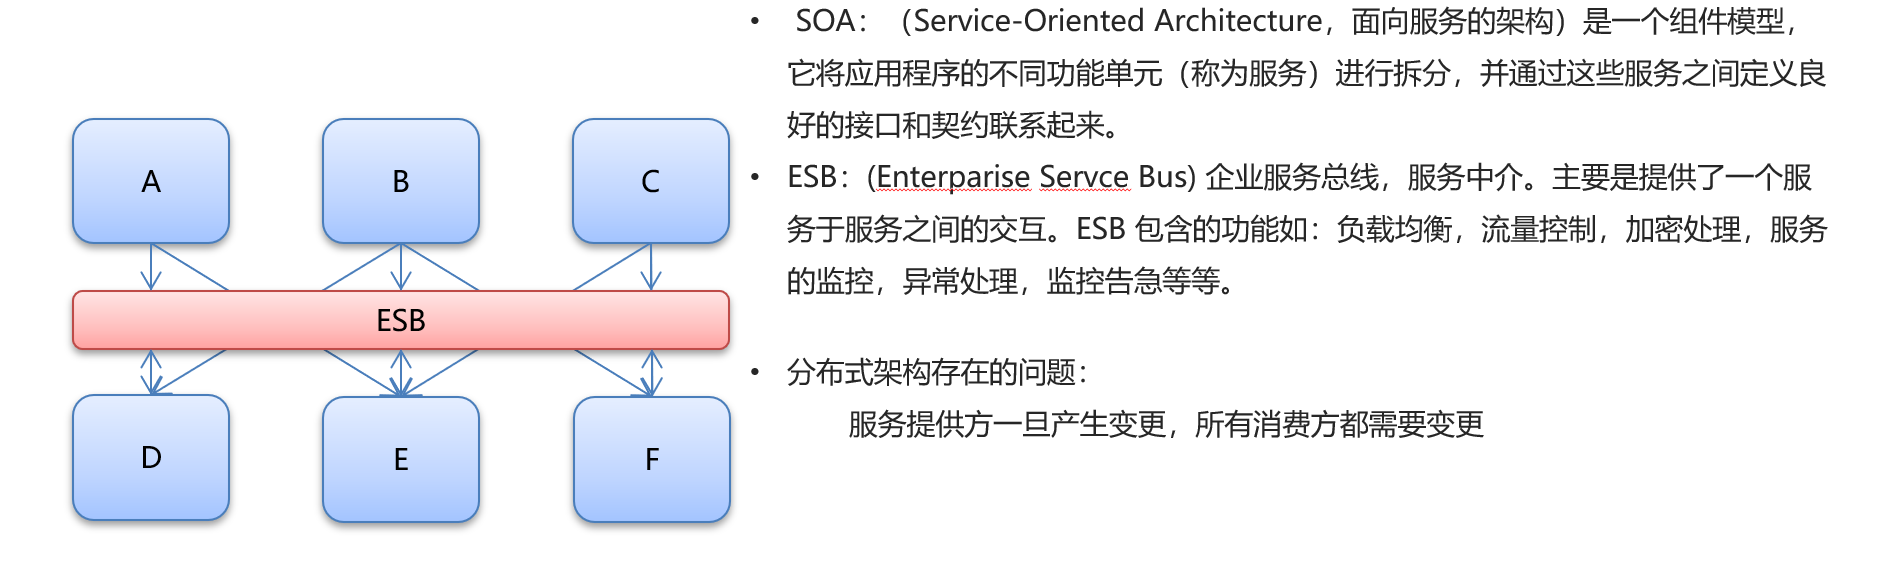 A
B
C
ESB
D
E
F
• SOA：（Service-Oriented Architecture，面向服务的架构）是一个组件模型，
它将应用程序的不同功能单元（称为服务）进行拆分，并通过这些服务之间定义良
好的接口和契约联系起来。
• ESB：(Enterparise Servce Bus) 企业服务总线，服务中介。主要是提供了一个服
务于服务之间的交互。ESB 包含的功能如：负载均衡，流量控制，加密处理，服务
的监控，异常处理，监控告急等等。
• 分布式架构存在的问题：
服务提供方一旦产生变更，所有消费方都需要变更